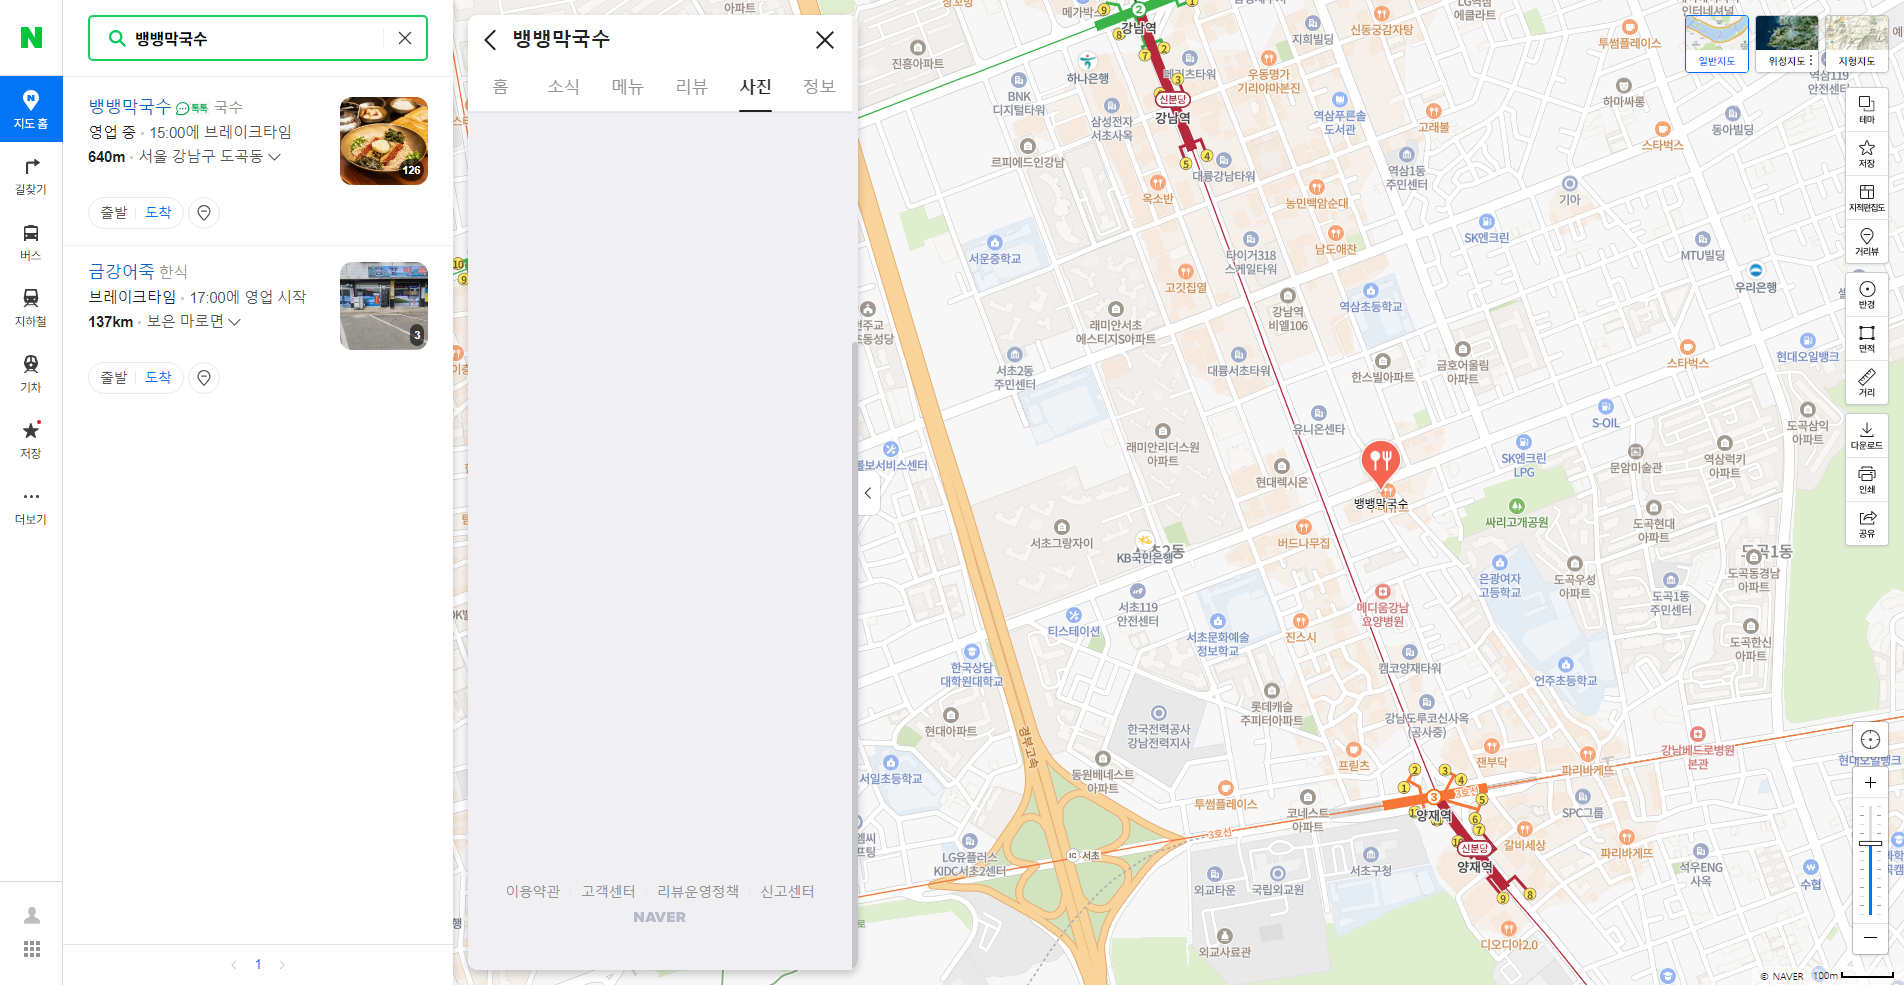 뱅뱅막국수
지도 홈
길찾기
버스
지하철
기차
저장
더보기
뱅뱅막국수 톡톡 국수
영업 중 · 15:00에 브레이크타임
640m · 서울 강남구 도곡동
126
출발 도착
금강어죽 한식
브레이크타임 · 17:00에 영업 시작
137km · 보은 마로면
3
출발 도착
1
뱅뱅막국수
홈 소식 메뉴 리뷰 사진 정보
이용약관 고객센터 리뷰운영정책 신고센터
NAVER
일반지도 위성지도 지형지도
테마
저장
지적편집도
거리뷰
반경
면적
거리
다운로드
인쇄
공유
강남역
신분당
강남역
진흥아파트
BNK
디지털타워
하나은행
메리츠타워
지희빌딩
신동궁감자탕
투썸플레이스
우동명가
기리야마본진
삼성전자
서초사옥
르피에드인강남
역삼푸른솔
도서관
고래불
하마싸롱
동아빌딩
스타벅스
대륭강남타워
옥소반
농민백암순대
역삼1동
주민센터
기아
서운중학교
타이거318
스케일타워
남도애찬
SK엔크린
MTU빌딩
우리은행
고깃집열
강남역
비엘106
역삼초등학교
래미안서초
에스티지S아파트
서초2동
주민센터
대륭서초타워
한스빌아파트
금호어울림
아파트
스타벅스
현대오일뱅크
유니온센타
S-OIL
도곡삼익
아파트
래미안리더스원
아파트
볼보서비스센터
현대렉시온
뱅뱅막국수
SK엔크린
LPG
문암미술관
역삼럭키
아파트
싸리고개공원
서초그랑자이
서초2동
KB국민은행
버드나무집
도곡현대
아파트
도곡1동
은광여자
고등학교
도곡우성
아파트
도곡동경남
아파트
도곡1동
주민센터
서초119
안전센터
티스테이션
서초문화예술
정보학교
진스시
메디움강남
요양병원
도곡한신
아파트
한국상담
대학원대학교
캠코양재타워
언주초등학교
현대아파트
한국전력공사
강남전력지사
롯데캐슬
주피터아파트
강남도루코신사옥
(공사중)
경부고속
서일초등학교
동원베네스트
아파트
프린츠
잰부닥
파리바게뜨
강남베드로병원
본관
투썸플레이스
코네스트
아파트
3호선
양재역
신분당
양재역
SPC그룹
갈비세상
파리바게뜨
석우ENG
사옥
수협
3호선
IC 서초
LG유플러스
KIDC서초2센터
외교타운
국립외교원
서초구청
외교사료관
디오디아2.0
© NAVER 100m